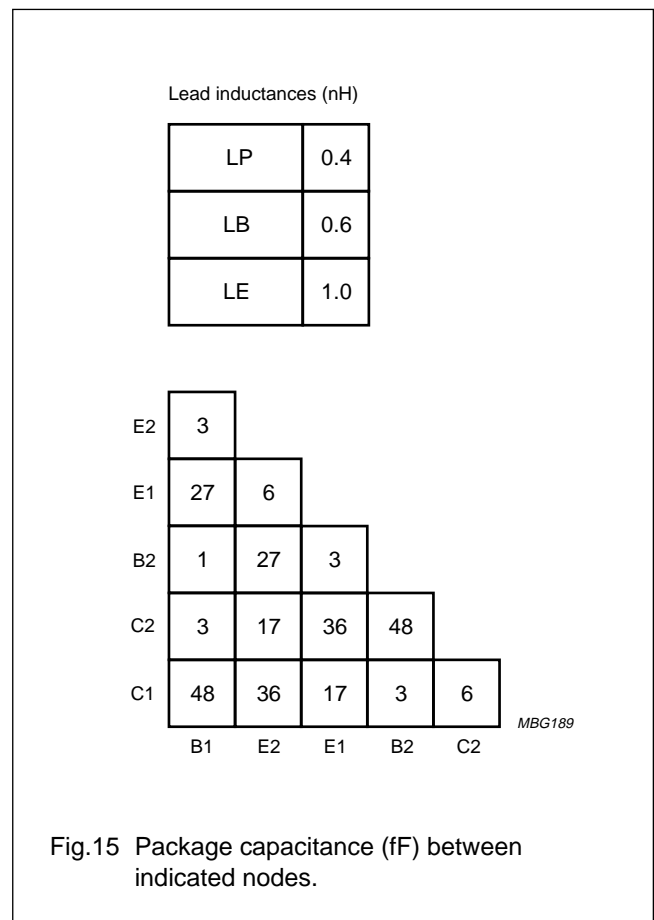 Lead inductances (nH)
LP 0.4
LB 0.6
LE 1.0
E2 3
E1 27 6
B2 1 27 3
C2 3 17 36 48
C1 48 36 17 3 6
MBG189
B1 E2 E1 B2 C2
Fig.15 Package capacitance (fF) between
indicated nodes.